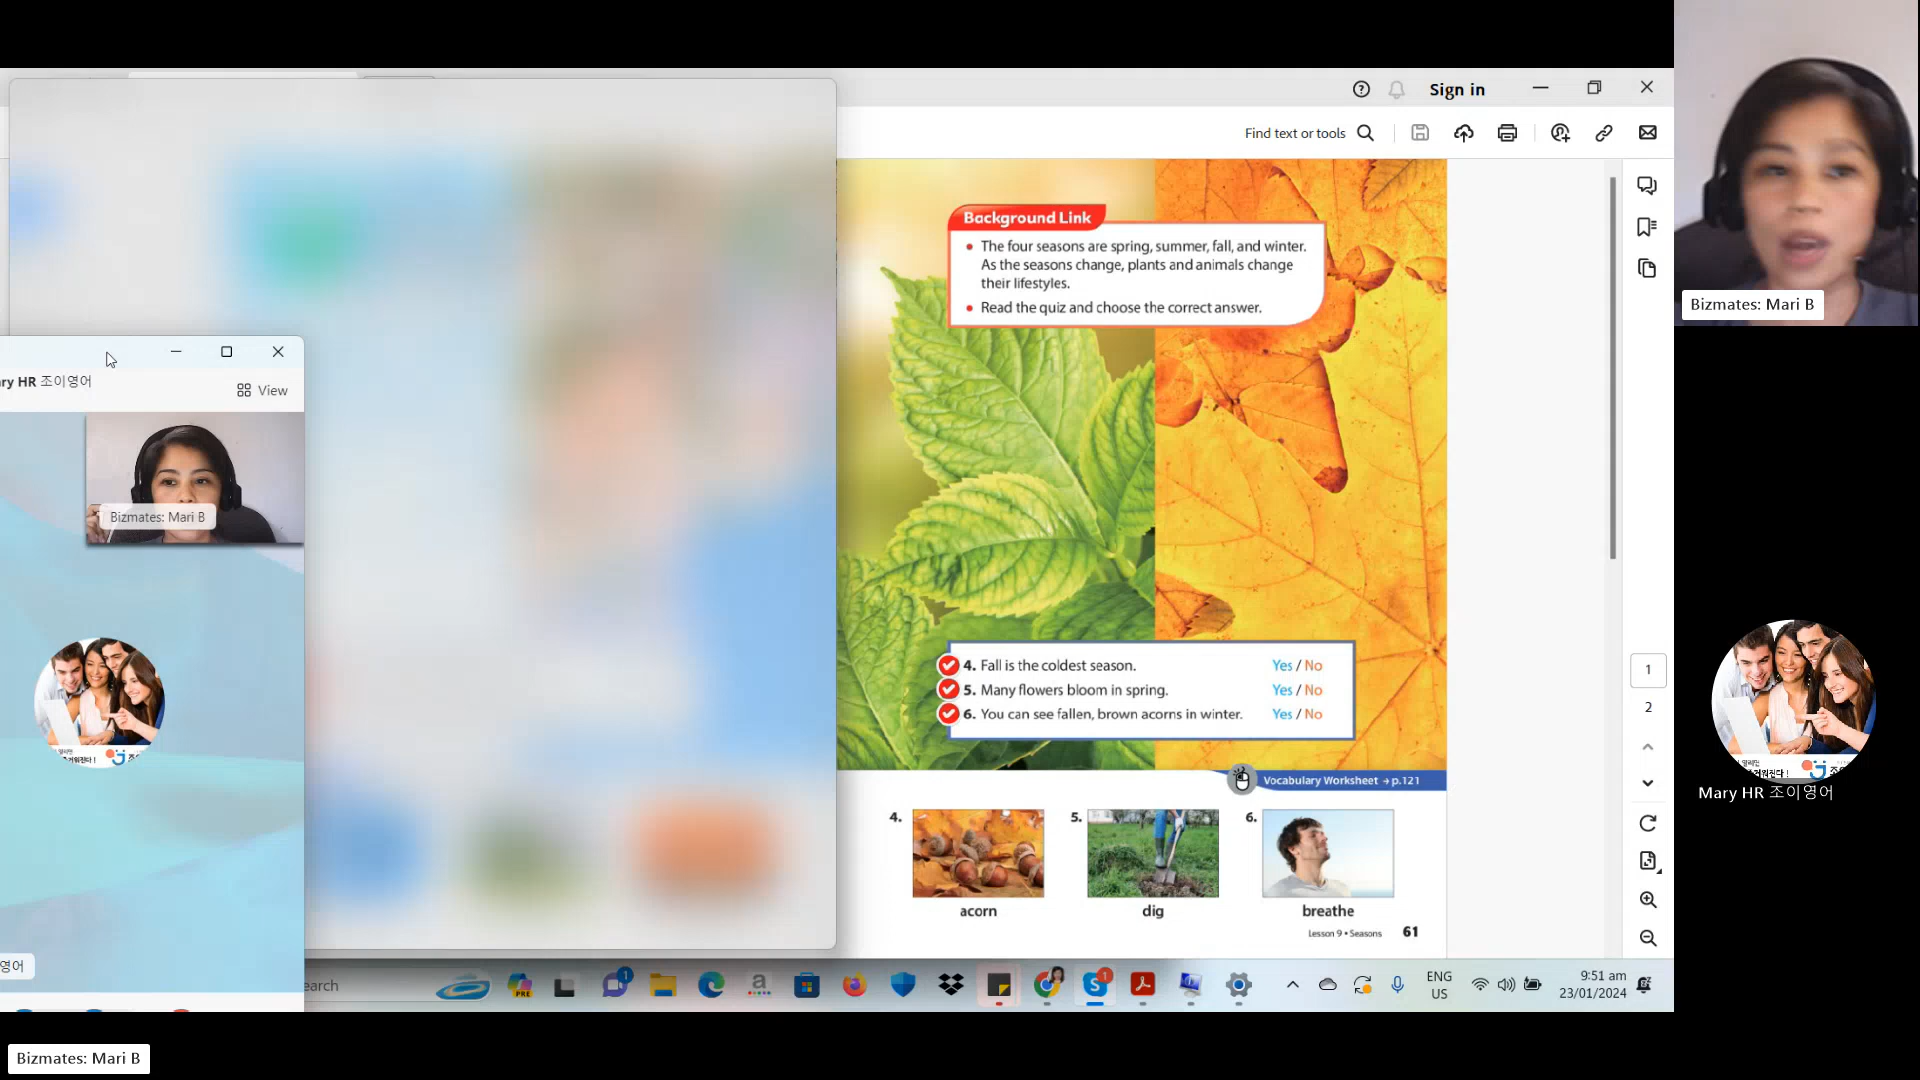 Sign in
Find text or tools
Background Link
The four seasons are spring, summer, fall, and winter.
As the seasons change, plants and animals change
their lifestyles.
Read the quiz and choose the correct answer.
Bizmates: Mari B
ry HR 조이영어
View
Bizmates: Mari B
영어
4. Fall is the coldest season. Yes / No
5. Many flowers bloom in spring. Yes / No
6. You can see fallen, brown acorns in winter. Yes / No
1
2
Vocabulary Worksheet → p.121
4.
5.
6.
acorn
dig
breathe
Lesson 9 • Seasons 61
Mary HR 조이영어
earch
PRE
1
1
ENG
US
9:51 am
23/01/2024
Bizmates: Mari B